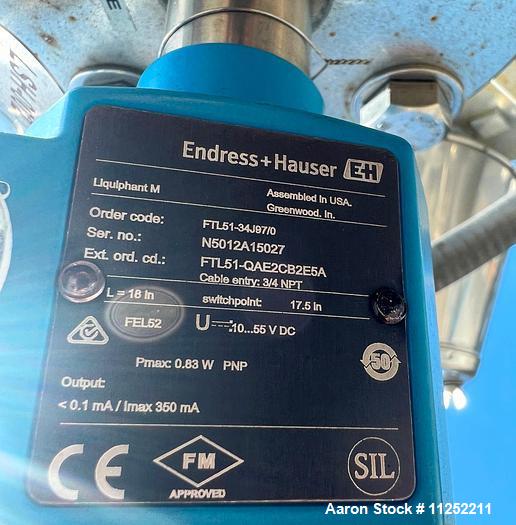 Endress+Hauser EH
Liquiphant M
Assembled in USA.
Greenwood. In.
Order code: FTL51-34J97/0
Ser. no.: N5012A15027
Ext. ord. cd.: FTL51-QAE2CB2E5A
Cable entry: 3/4 NPT
L = 18 in switchpoint: 17.5 in
FEL52 U 10...55 V DC
50
Pmax: 0.83 W PNP
Output:
< 0.1 mA / Imax 350 mA
CE FM SIL
APPROVED
Aaron Stock # 11252211